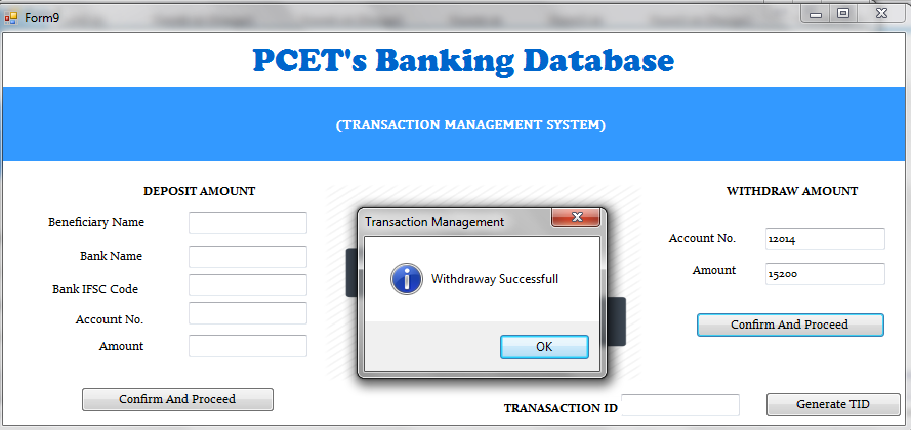 Form9
PCET's Banking Database
(TRANSACTION MANAGEMENT SYSTEM)
DEPOSIT AMOUNT
Beneficiary Name
Bank Name
Bank IFSC Code
Account No.
Amount
Confirm And Proceed
Transaction Management
Withdraway Successfull
OK
WITHDRAW AMOUNT
Account No. 12014
Amount 15200
Confirm And Proceed
TRANASACTION ID
Generate TID